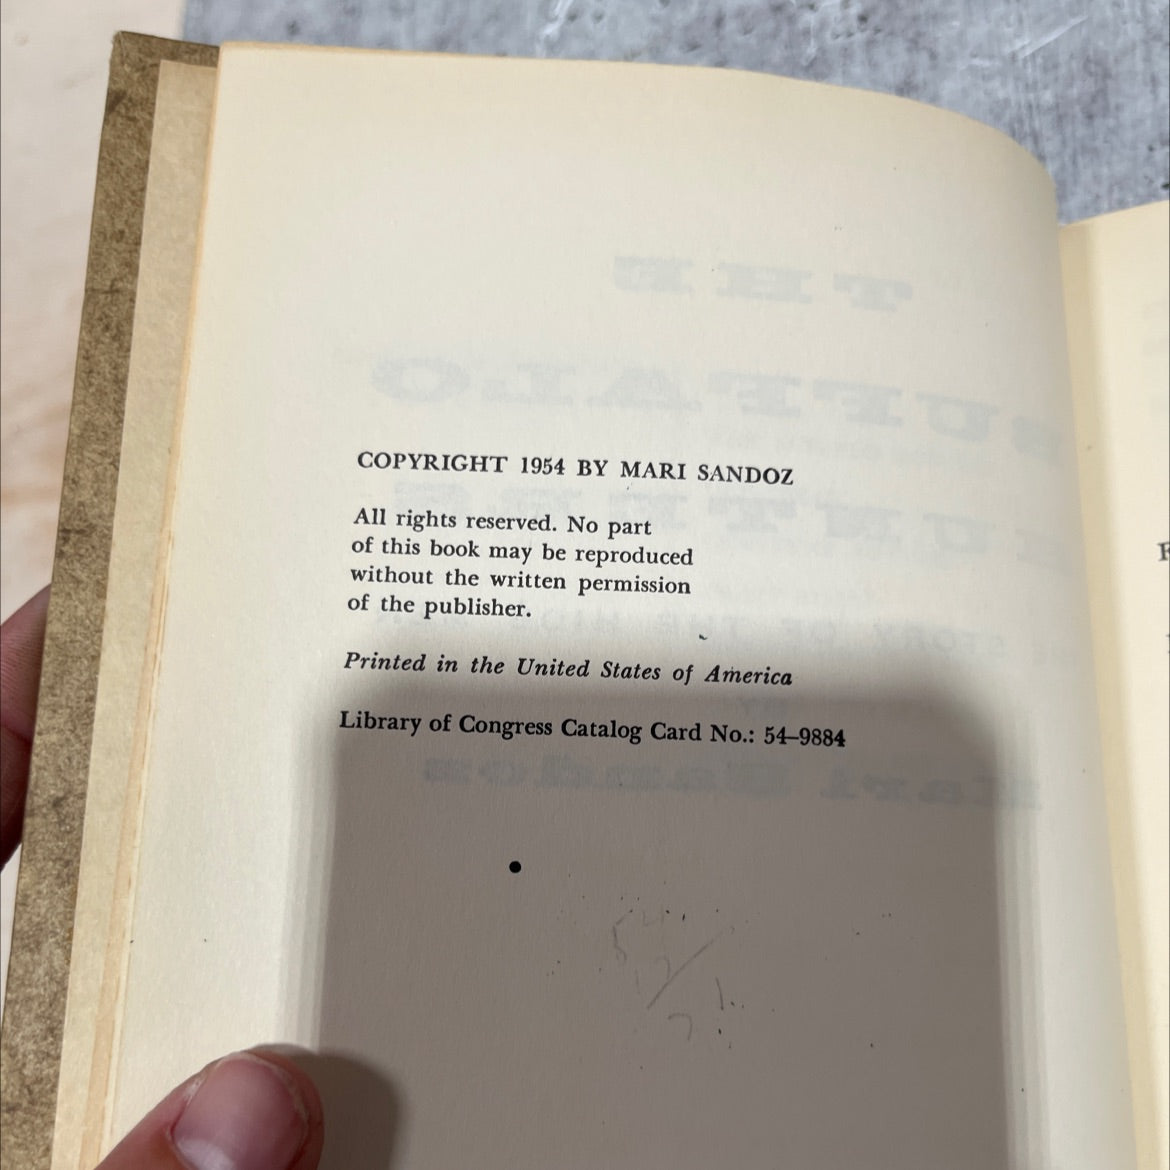 COPYRIGHT 1954 BY MARI SANDOZ
All rights reserved. No part
of this book may be reproduced
without the written permission
of the publisher.
Printed in the United States of America
Library of Congress Catalog Card No.: 54–9884